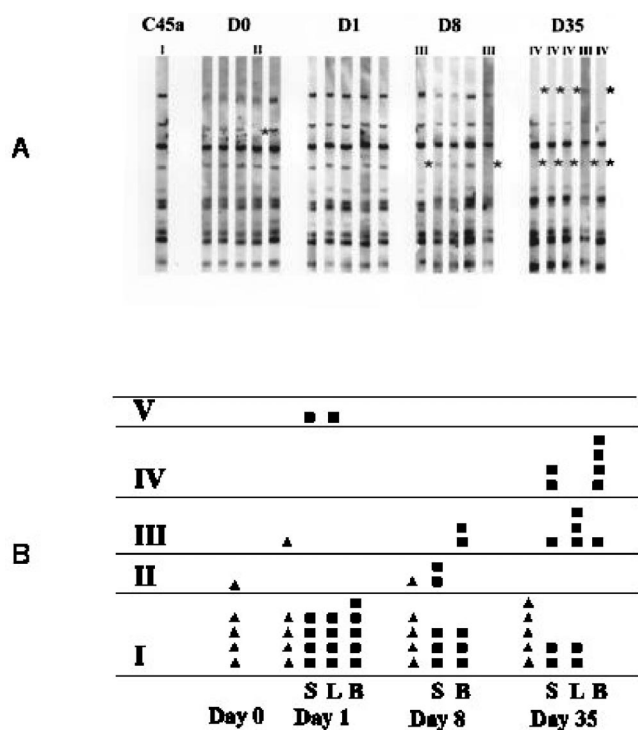 C45a D0 D1 D8 D35
I II III III IV IV IV III IV
* * * * *
A
* * * * * * *
V
IV
III
B
II
I
S L B S B S L B
Day 0 Day 1 Day 8 Day 35